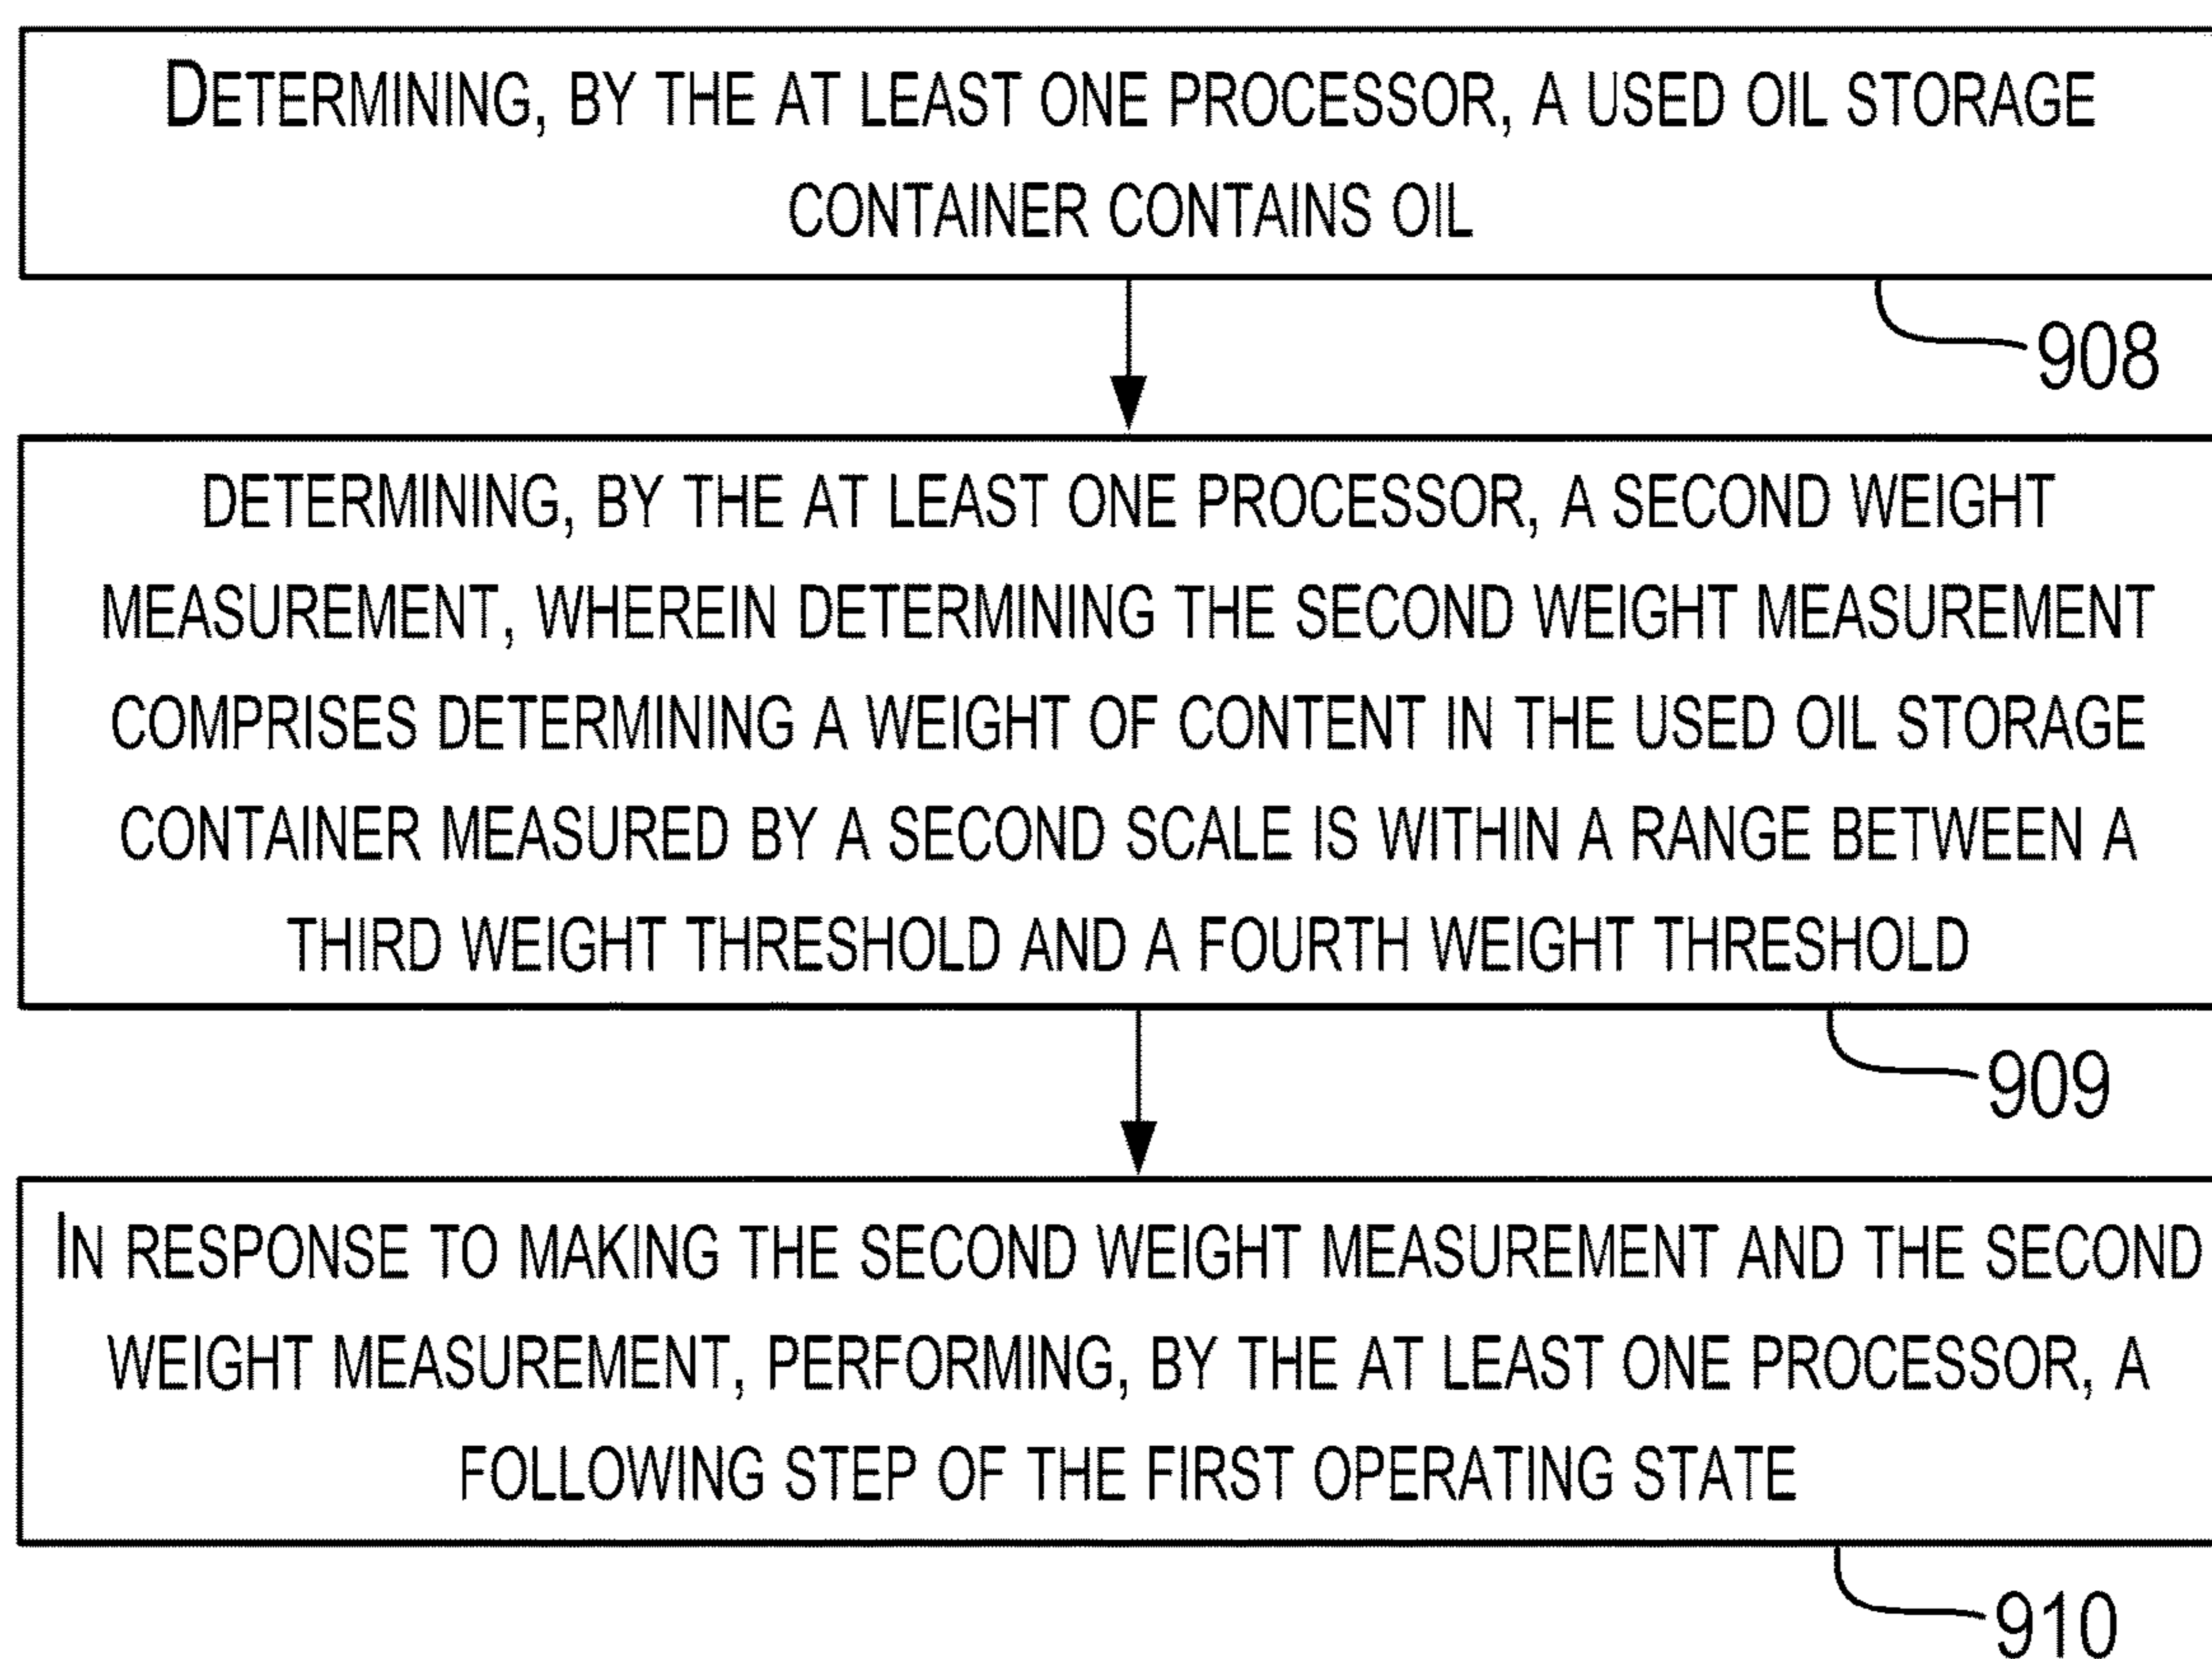 DETERMINING, BY THE AT LEAST ONE PROCESSOR, A USED OIL STORAGE
CONTAINER CONTAINS OIL
908
DETERMINING, BY THE AT LEAST ONE PROCESSOR, A SECOND WEIGHT
MEASUREMENT, WHEREIN DETERMINING THE SECOND WEIGHT MEASUREMENT
COMPRISES DETERMINING A WEIGHT OF CONTENT IN THE USED OIL STORAGE
CONTAINER MEASURED BY A SECOND SCALE IS WITHIN A RANGE BETWEEN A
THIRD WEIGHT THRESHOLD AND A FOURTH WEIGHT THRESHOLD
909
IN RESPONSE TO MAKING THE SECOND WEIGHT MEASUREMENT AND THE SECOND
WEIGHT MEASUREMENT, PERFORMING, BY THE AT LEAST ONE PROCESSOR, A
FOLLOWING STEP OF THE FIRST OPERATING STATE
910